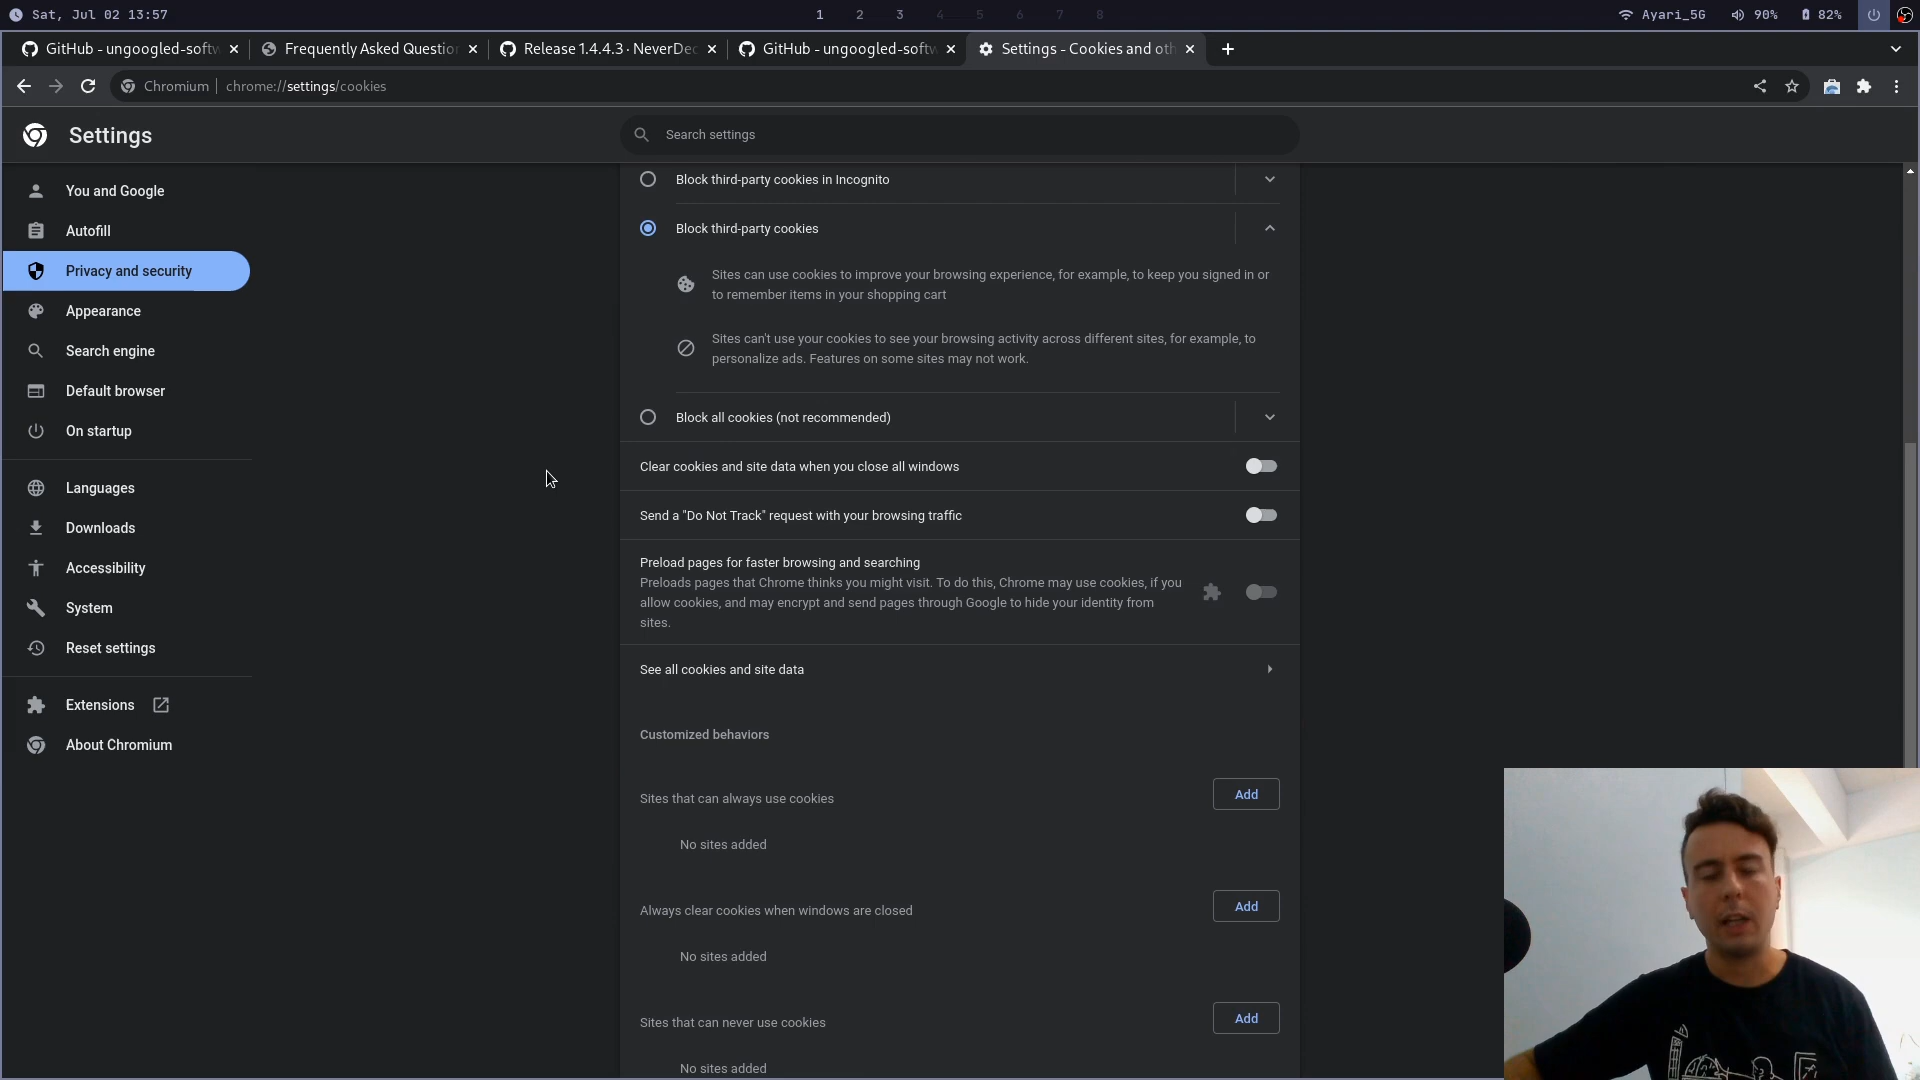 Sat, Jul 02 13:57
1 2 3 4 5 6 7 8
Ayari_5G 90% 82%
GitHub - ungoogled-softw
Frequently Asked Question
Release 1.4.4.3 · NeverDec
GitHub - ungoogled-softw
Settings - Cookies and oth
Chromium
chrome://settings/cookies
Settings
Search settings
You and Google
Autofill
Privacy and security
Appearance
Search engine
Default browser
On startup
Languages
Downloads
Accessibility
System
Reset settings
Extensions
About Chromium
Block third-party cookies in Incognito
Block third-party cookies
Sites can use cookies to improve your browsing experience, for example, to keep you signed in or
to remember items in your shopping cart
Sites can't use your cookies to see your browsing activity across different sites, for example, to
personalize ads. Features on some sites may not work.
Block all cookies (not recommended)
Clear cookies and site data when you close all windows
Send a "Do Not Track" request with your browsing traffic
Preload pages for faster browsing and searching
Preloads pages that Chrome thinks you might visit. To do this, Chrome may use cookies, if you
allow cookies, and may encrypt and send pages through Google to hide your identity from
sites.
See all cookies and site data
Customized behaviors
Sites that can always use cookies
Add
No sites added
Always clear cookies when windows are closed
Add
No sites added
Sites that can never use cookies
Add
No sites added